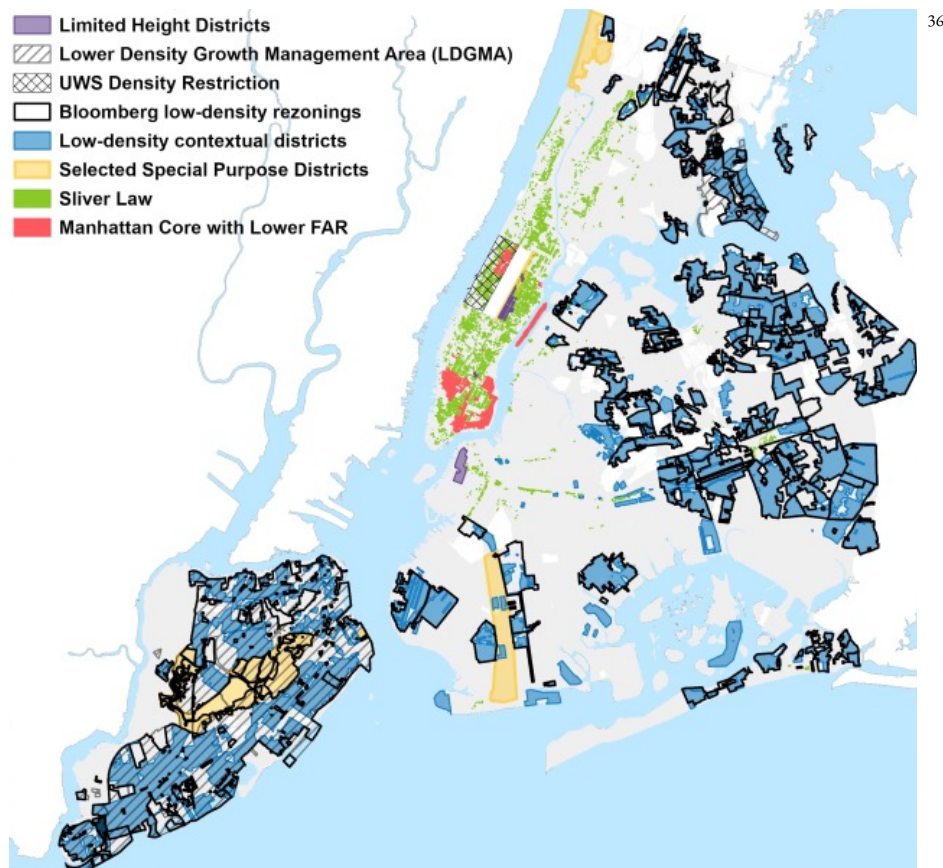 36
Limited Height Districts
Lower Density Growth Management Area (LDGMA)
UWS Density Restriction
Bloomberg low-density rezonings
Low-density contextual districts
Selected Special Purpose Districts
Sliver Law
Manhattan Core with Lower FAR